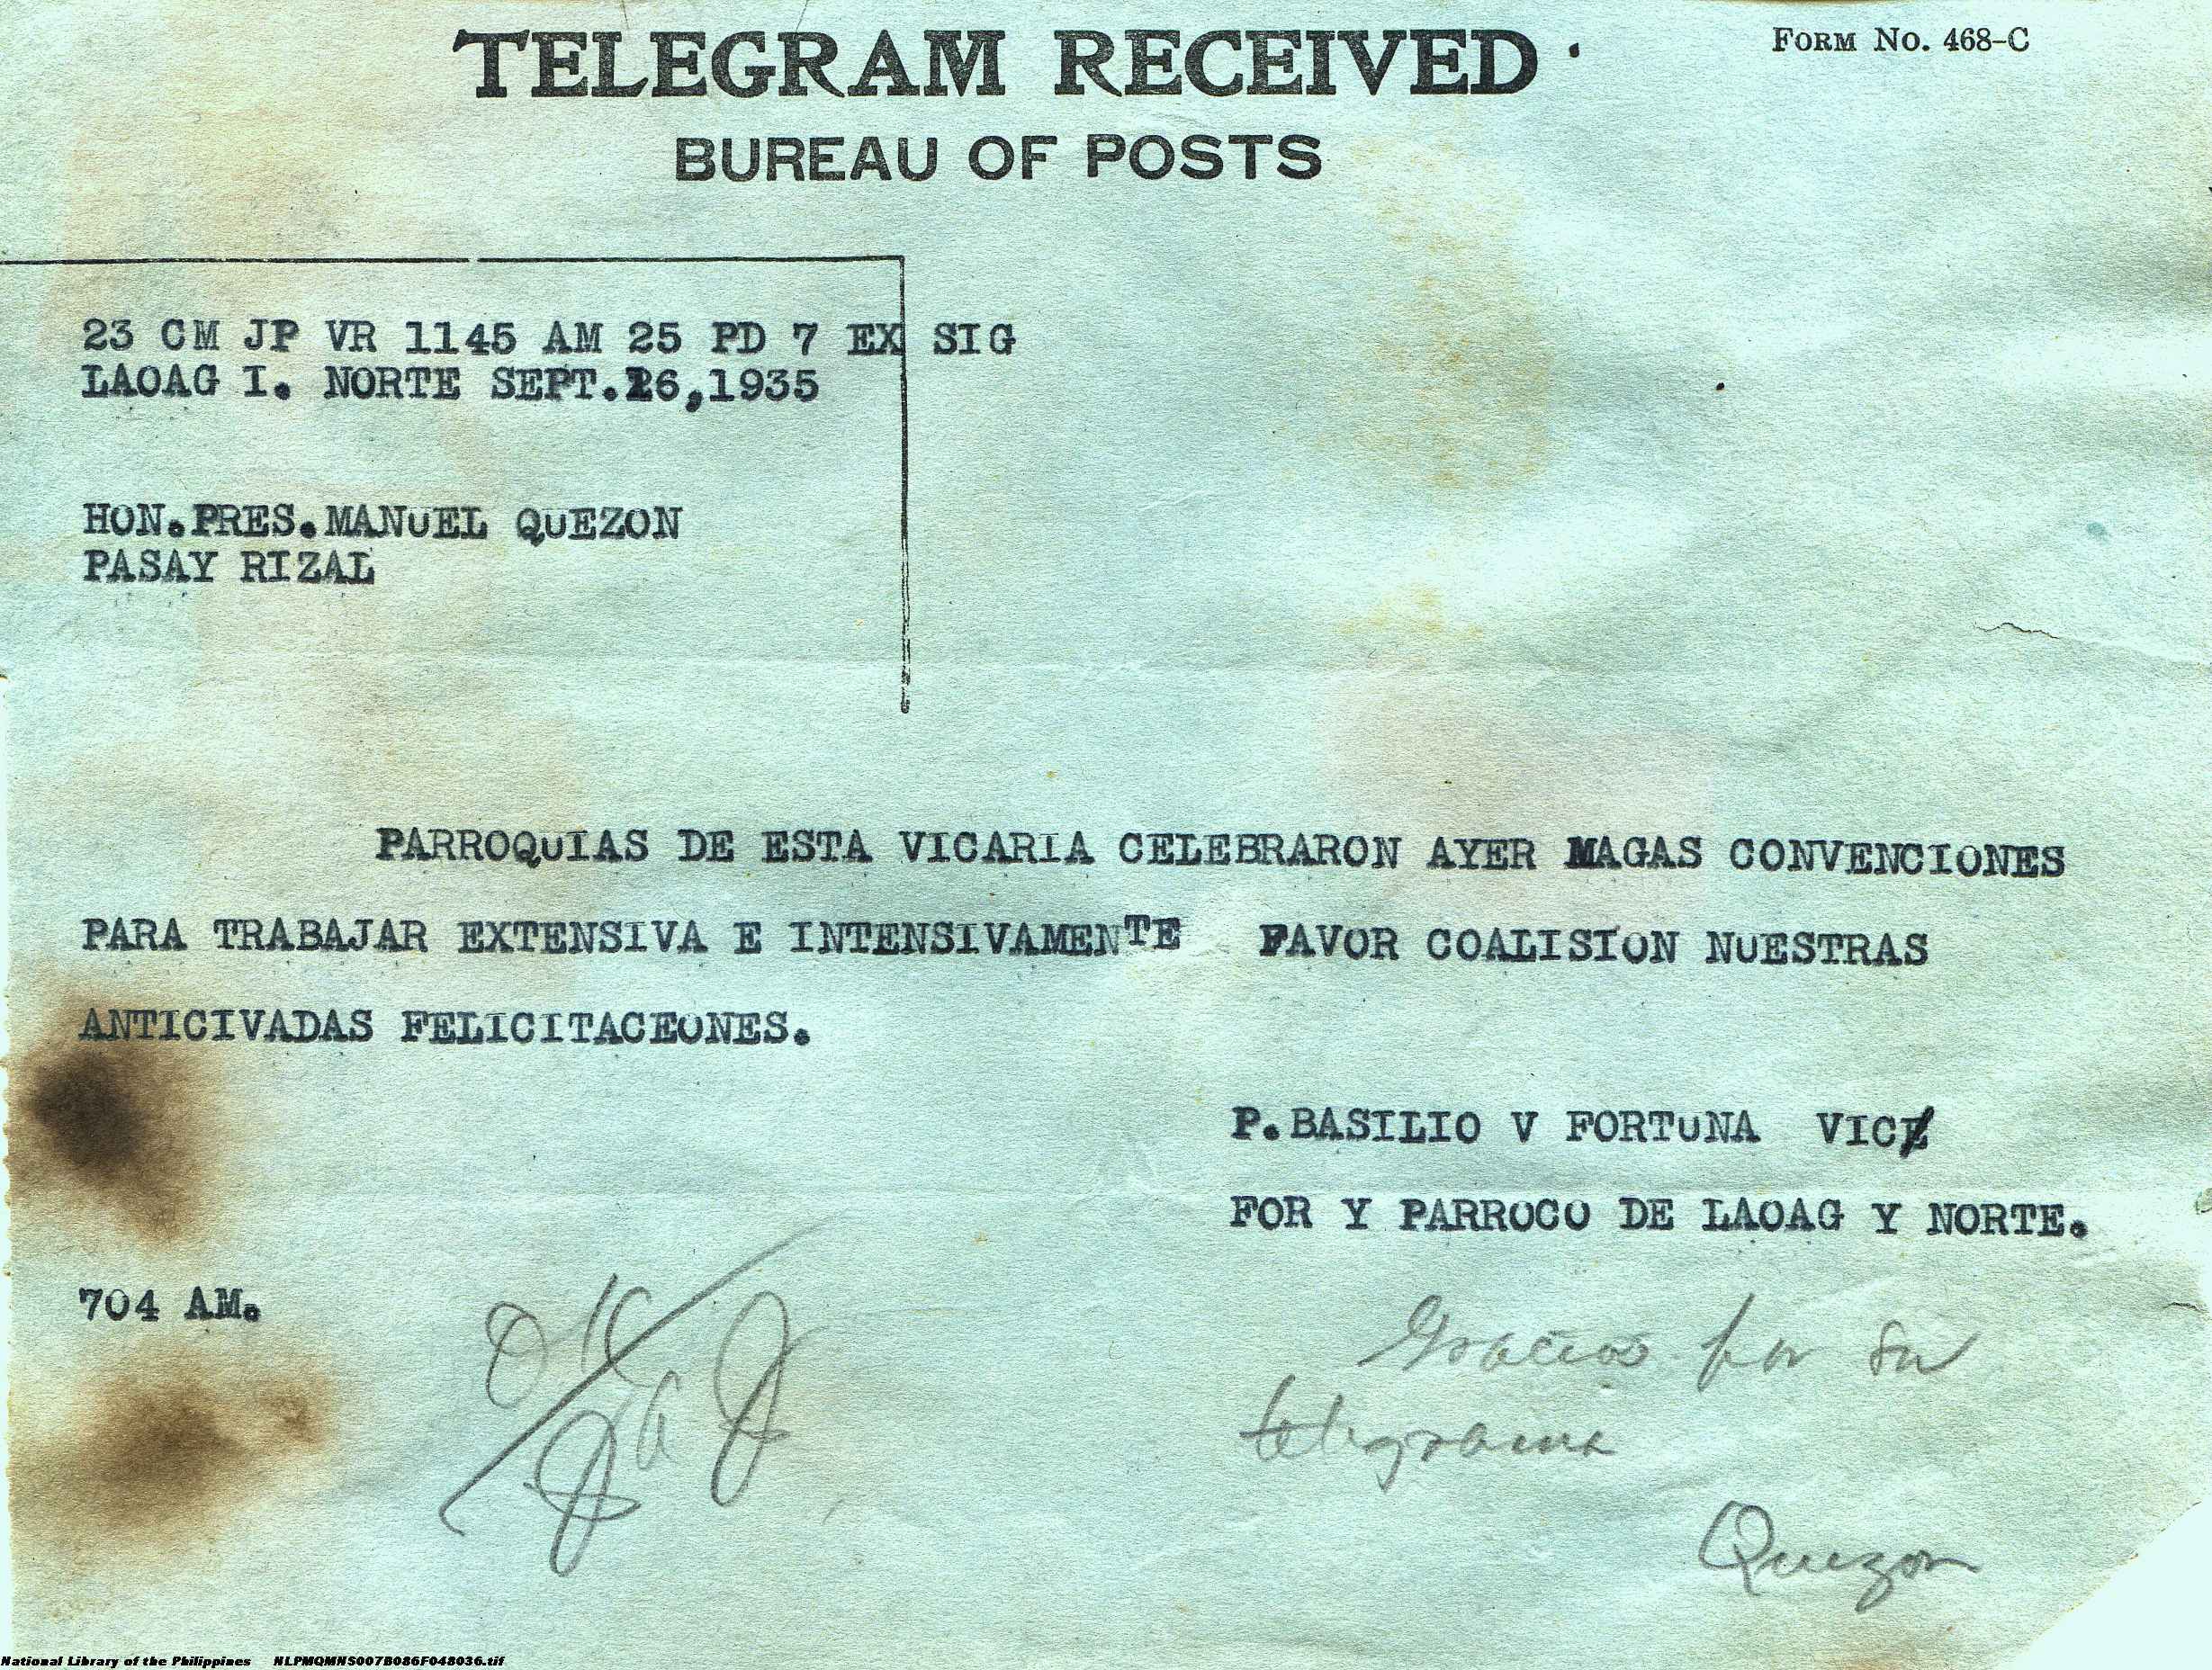 TELEGRAM RECEIVED
FORM NO. 468-C
BUREAU OF POSTS
23 CM JP VR 1145 AM 25 PD 7 EX SIG
LAOAG I. NORTE SEPT.16,1935
HON.PRES.MANUEL QUEZON
PASAY RIZAL
PARROQUIAS DE ESTA VICARIA CELEBRARON AYER MAGAS CONVENCIONES
PARA TRABAJAR EXTENSIVA E INTENSIVAMENTE FAVOR COALISION NUESTRAS
ANTICIVADAS FELICITACEONES.
P.BASILIO V FORTUNA VIC
FOR Y PARROCO DE LAOAG Y NORTE.
704 AM.
OK
Gracias por su
telegrama
Quezon
National Library of the Philippines NLPMQMNS007B086F048036.tif